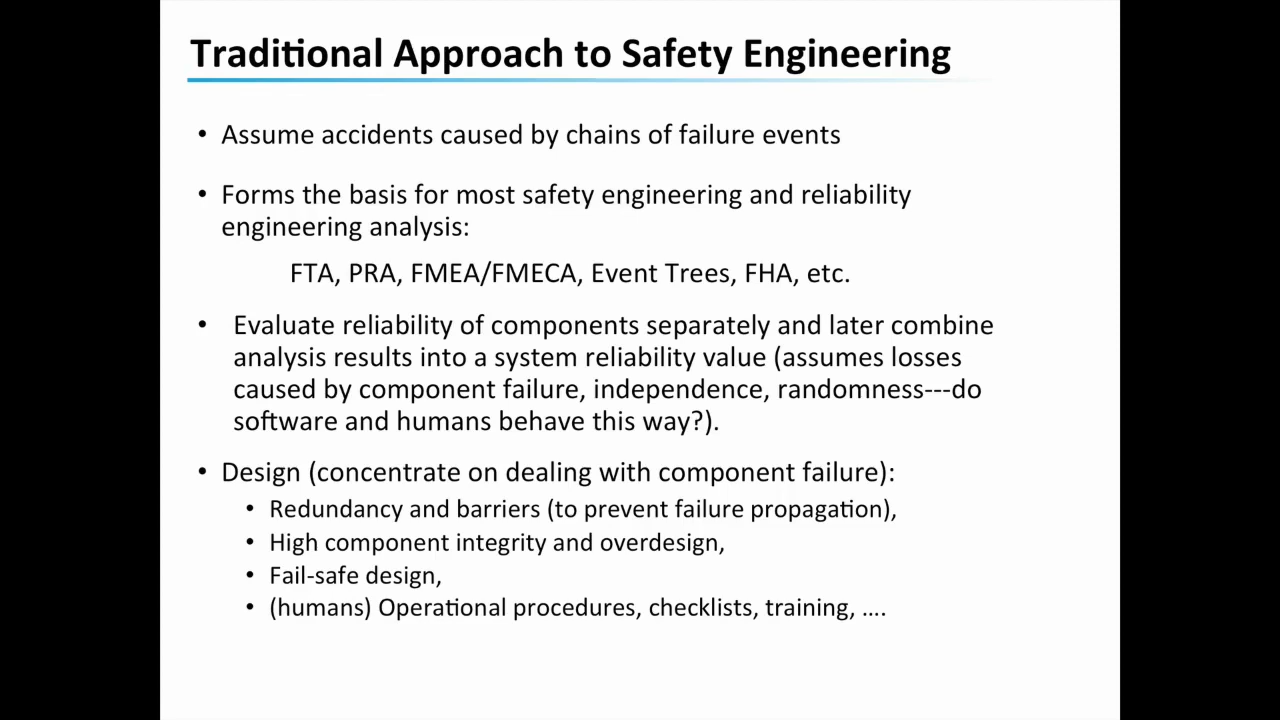 Traditional Approach to Safety Engineering
• Assume accidents caused by chains of failure events
• Forms the basis for most safety engineering and reliability
engineering analysis:
FTA, PRA, FMEA/FMECA, Event Trees, FHA, etc.
• Evaluate reliability of components separately and later combine
analysis results into a system reliability value (assumes losses
caused by component failure, independence, randomness---do
software and humans behave this way?).
• Design (concentrate on dealing with component failure):
• Redundancy and barriers (to prevent failure propagation),
• High component integrity and overdesign,
• Fail-safe design,
• (humans) Operational procedures, checklists, training, ....